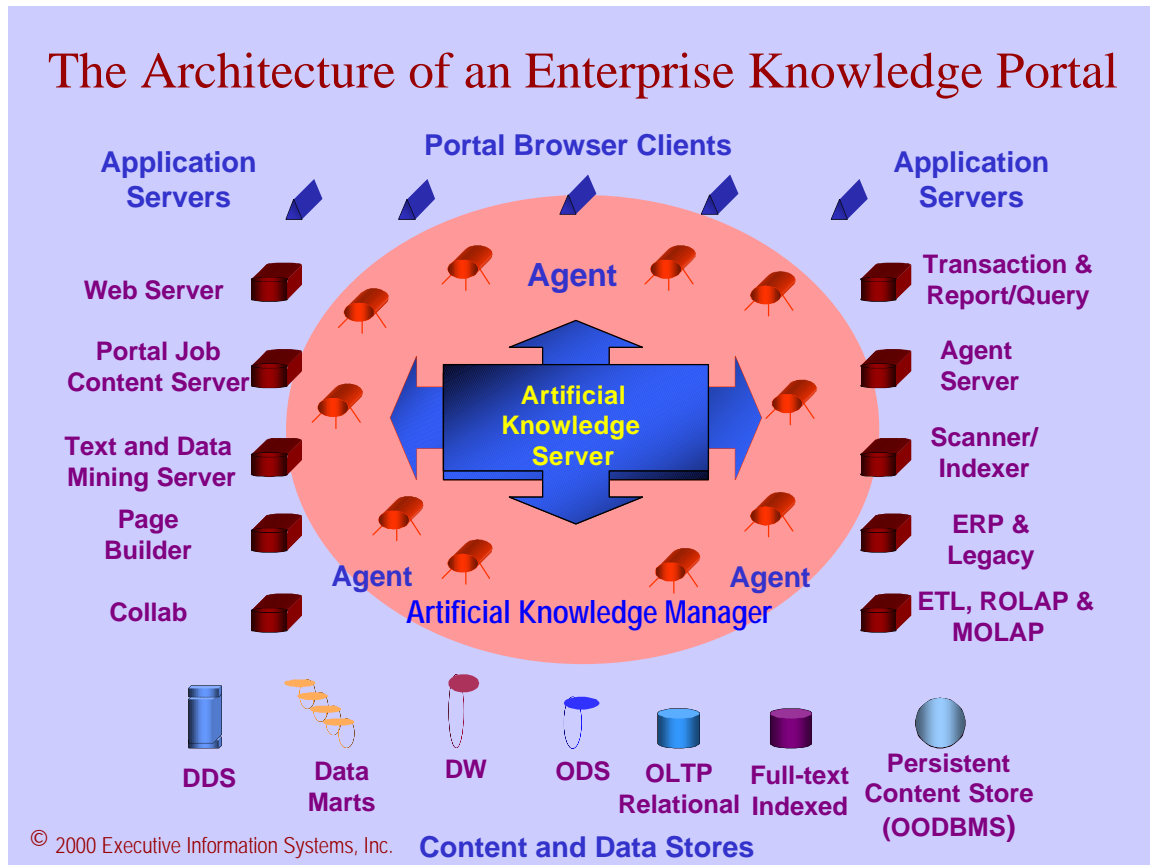 The Architecture of an Enterprise Knowledge Portal
Portal Browser Clients
Application
Servers
Application
Servers
Agent
Web Server
Transaction &
Report/Query
Portal Job
Content Server
Agent
Server
Artificial
Knowledge
Server
Text and Data
Mining Server
Scanner/
Indexer
Page
Builder
ERP &
Legacy
Agent
Agent
Collab
Artificial Knowledge Manager
ETL, ROLAP &
MOLAP
DDS
Data
Marts
DW
ODS
OLTP
Relational
Full-text
Indexed
Persistent
Content Store
(OODBMS)
© 2000 Executive Information Systems, Inc.
Content and Data Stores